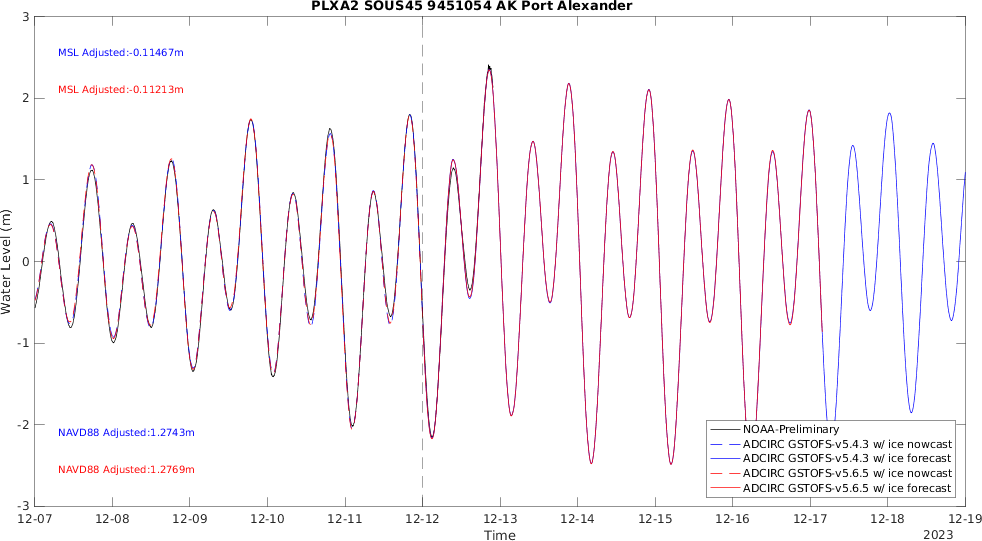 PLXA2 SOUS45 9451054 AK Port Alexander
3
MSL Adjusted:-0.11467m
MSL Adjusted:-0.11213m
2
1
0
Water Level (m)
-1
-2
NAVD88 Adjusted:1.2743m
NAVD88 Adjusted:1.2769m
NOAA-Preliminary
ADCIRC GSTOFS-v5.4.3 w/ ice nowcast
ADCIRC GSTOFS-v5.4.3 w/ ice forecast
ADCIRC GSTOFS-v5.6.5 w/ ice nowcast
ADCIRC GSTOFS-v5.6.5 w/ ice forecast
-3
12-07 12-08 12-09 12-10 12-11 12-12 12-13 12-14 12-15 12-16 12-17 12-18 12-19
Time
2023